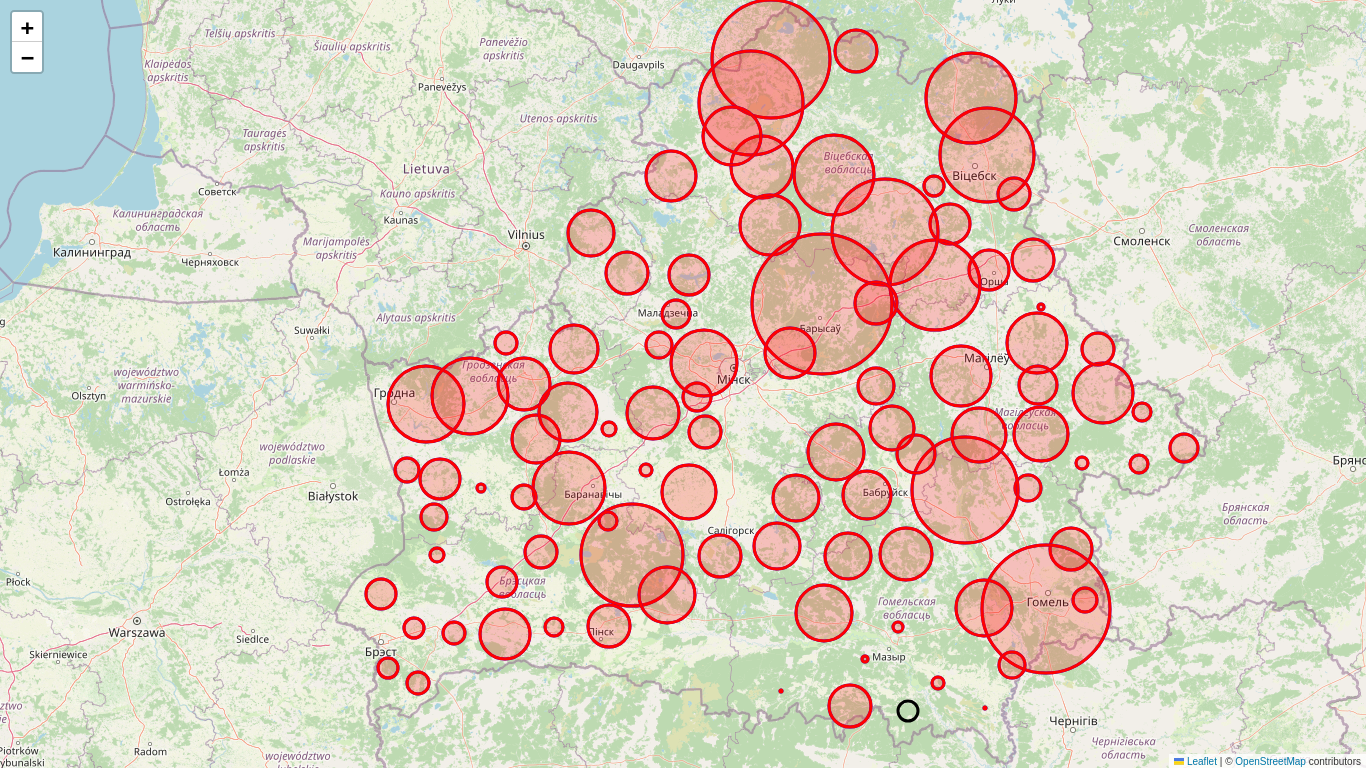 +
−
Telšių apskritis
Šiaulių apskritis
Panevėžio
apskritis
Klaipėdos
apskritis
Daugavpils
Panevėžys
Луки
Utenos apskritis
Tauragės
apskritis
Lietuva
Віцебская
вобласць
Віцебск
Советск
Kauno apskritis
Kaunas
Калининградская
область
Калининград
Черняховск
Marijampolės
apskritis
Vilnius
Смоленск
Смоленская
область
Орша
Alytaus apskritis
Маладзечна
Барысаў
Suwałki
Магілёў
Гродзенская
вобласць
Мінск
województwo
warmińsko-
mazurskie
Olsztyn
Гродна
Магілёўская
вобласць
województwo
podlaskie
Łomża
Ostrołęka
Białystok
Баранавічы
Бабруйск
Салігорск
Брянская
область
Płock
Брэсцкая
вобласць
Гомельская
вобласць
Гомель
Warszawa
Siedlce
Skierniewice
Пінск
Брэст
Мазыр
Чернігів
Чернігівська
область
Piotrków
Radom
województwo
Leaflet | © OpenStreetMap contributors